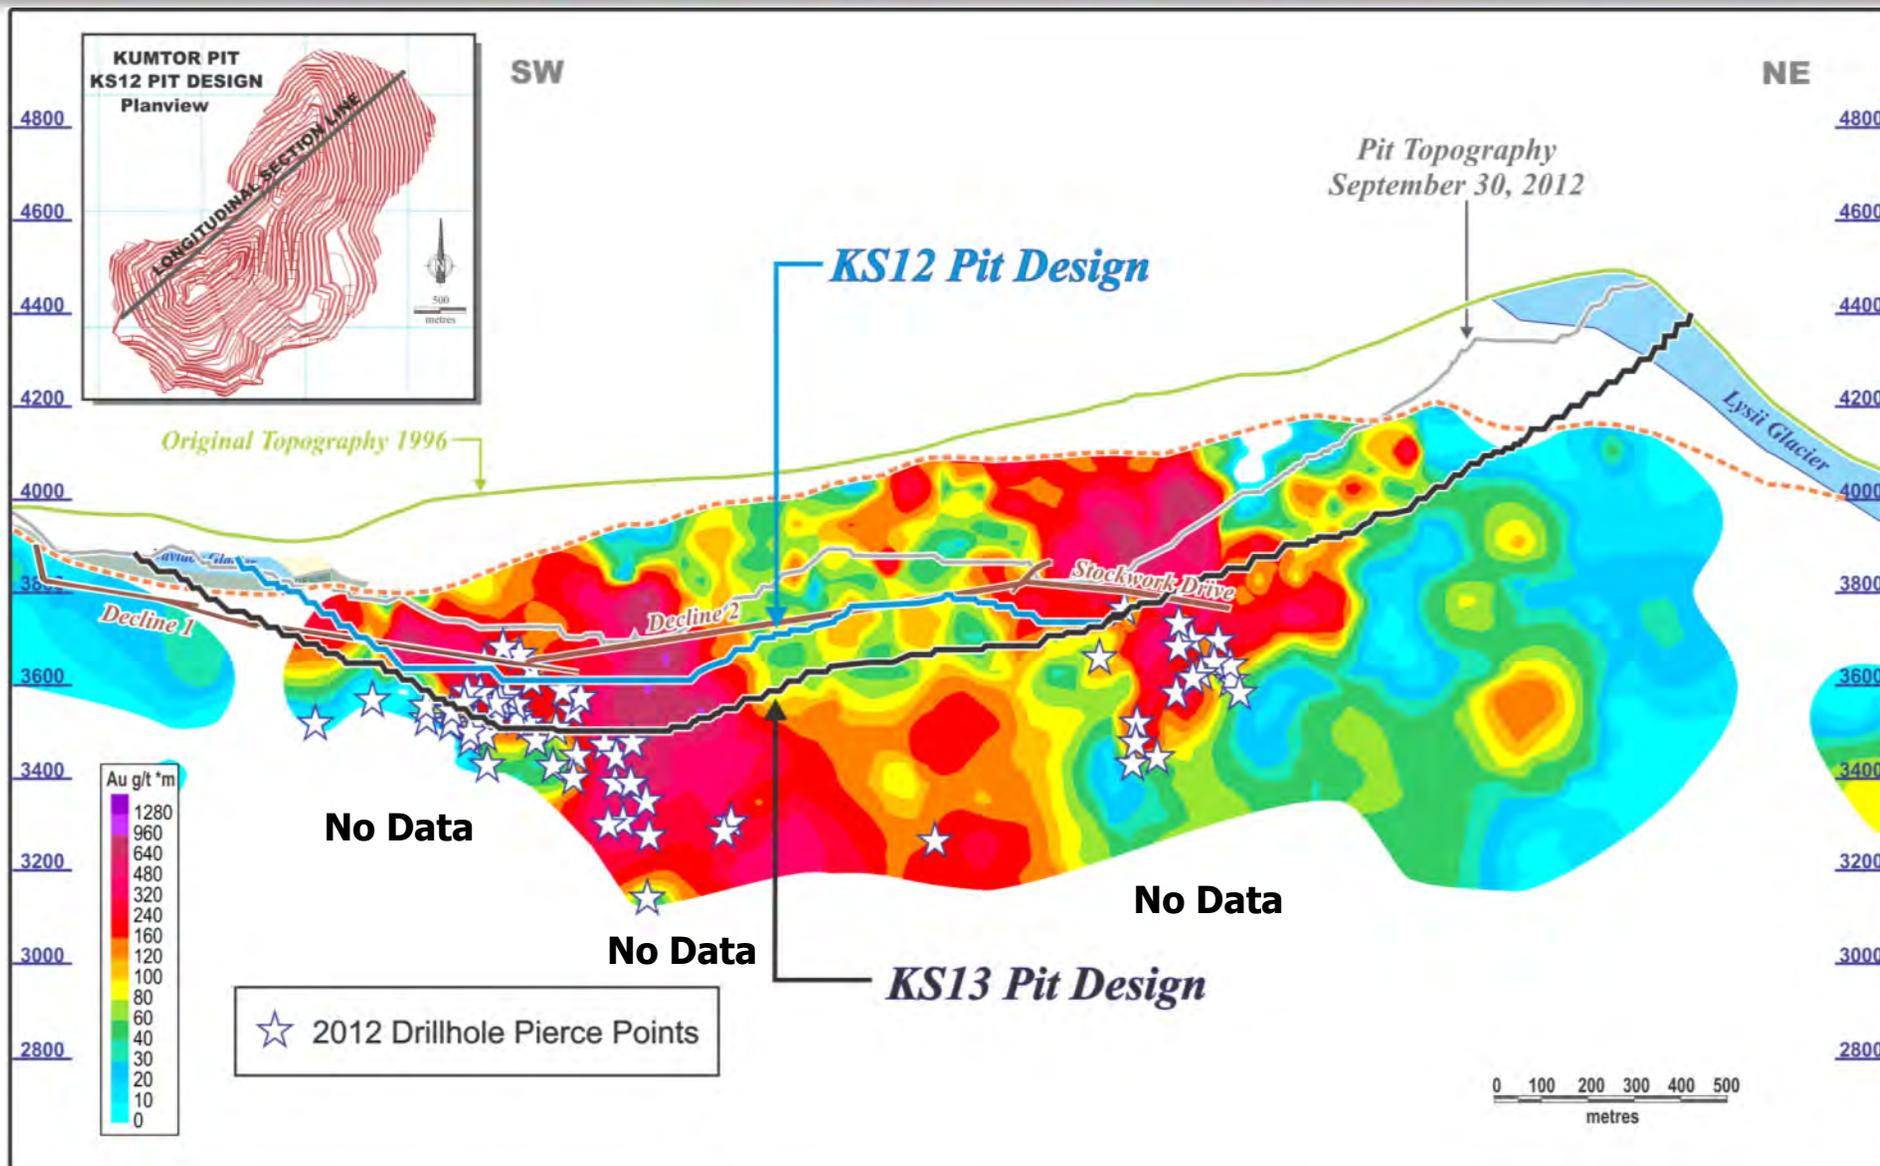 KUMTOR PIT
KS12 PIT DESIGN
Planview
LONGITUDINAL SECTION LINE
N
500
metres
SW
NE
Pit Topography
September 30, 2012
KS12 Pit Design
Original Topography 1996
Lysii Glacier
Decline 1
Decline 2
Stockwork Drive
4800
4600
4400
4200
4000
3800
3600
3400
3200
3000
2800
4800
4600
4400
4200
4000
3800
3600
3400
3200
3000
2800
Au g/t *m
1280
960
640
480
320
240
160
120
100
80
60
40
30
20
10
0
No Data
No Data
No Data
KS13 Pit Design
2012 Drillhole Pierce Points
0 100 200 300 400 500
metres